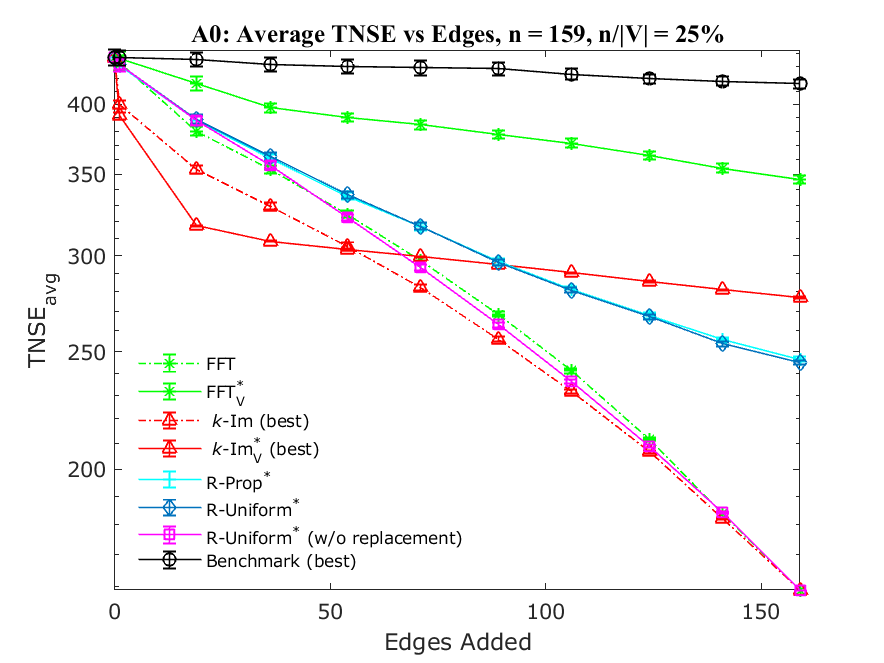 A0: Average TNSE vs Edges, n = 159, n/|V| = 25%
400
350
300
250
200
TNSE_avg
FFT
FFT*_V
k-Im (best)
k-Im*_V (best)
R-Prop*
R-Uniform*
R-Uniform* (w/o replacement)
Benchmark (best)
0
50
100
150
Edges Added